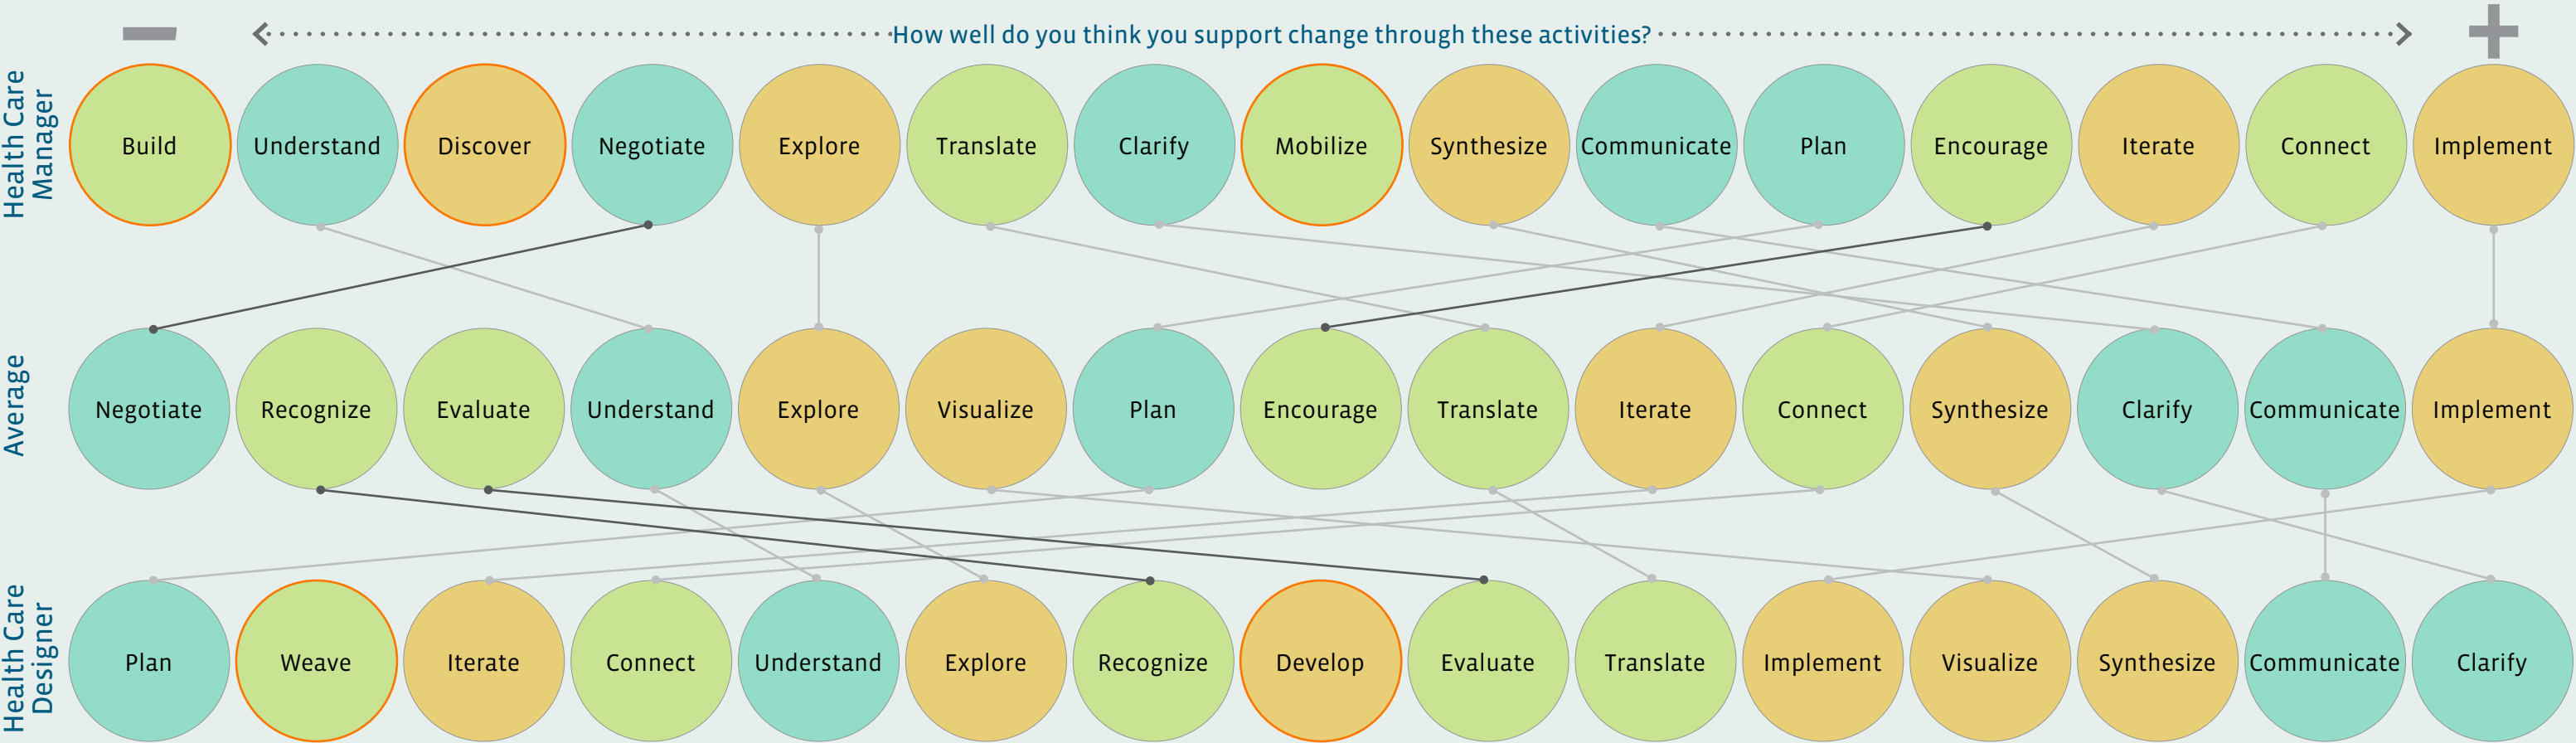 How well do you think you support change through these activities?
Health Care
Manager
Build
Understand
Discover
Negotiate
Explore
Translate
Clarify
Mobilize
Synthesize
Communicate
Plan
Encourage
Iterate
Connect
Implement
Average
Negotiate
Recognize
Evaluate
Understand
Explore
Visualize
Plan
Encourage
Translate
Iterate
Connect
Synthesize
Clarify
Communicate
Implement
Health Care
Designer
Plan
Weave
Iterate
Connect
Understand
Explore
Recognize
Develop
Evaluate
Translate
Implement
Visualize
Synthesize
Communicate
Clarify